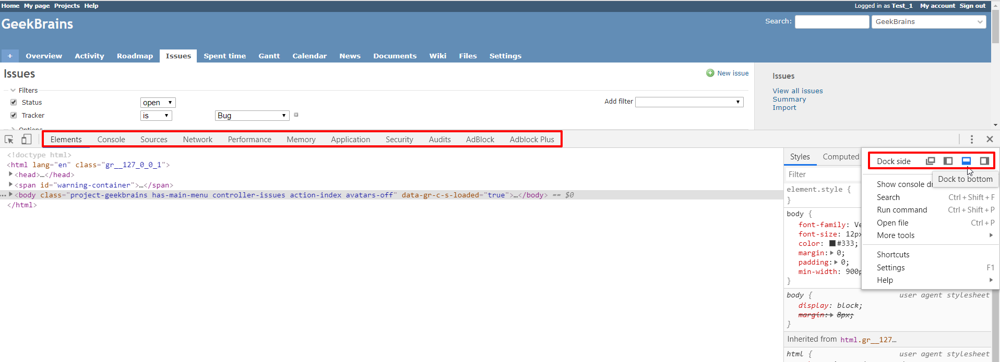 Home My page Projects Help
Logged in as Test_1 My account Sign out
GeekBrains
Search: GeekBrains
+ Overview Activity Roadmap Issues Spent time Gantt Calendar News Documents Wiki Files Settings
Issues
New issue
Filters
Status open
Add filter
Tracker is Bug
Options
Issues
View all issues
Summary
Import
Elements Console Sources Network Performance Memory Application Security Audits AdBlock Adblock Plus
<!doctype html>
<html lang="en" class="gr__127_0_0_1">
<head>…</head>
<span id="warning-container">…</span>
<body class="project-geekbrains has-main-menu controller-issues action-index avatars-off" data-gr-c-s-loaded="true">…</body> == $0
</html>
Styles Computed
Filter
element.style {
}
body {
font-family: Ve
font-size: 12px
color: #333;
margin: 0;
padding: 0;
min-width: 900p
}
body { user agent stylesheet
display: block;
margin: 8px;
}
Inherited from html.gr__127…
html { user agent stylesheet
Dock side
Dock to bottom
Show console dr
Search Ctrl + Shift + F
Run command Ctrl + Shift + P
Open file Ctrl + P
More tools
Shortcuts
Settings F1
Help